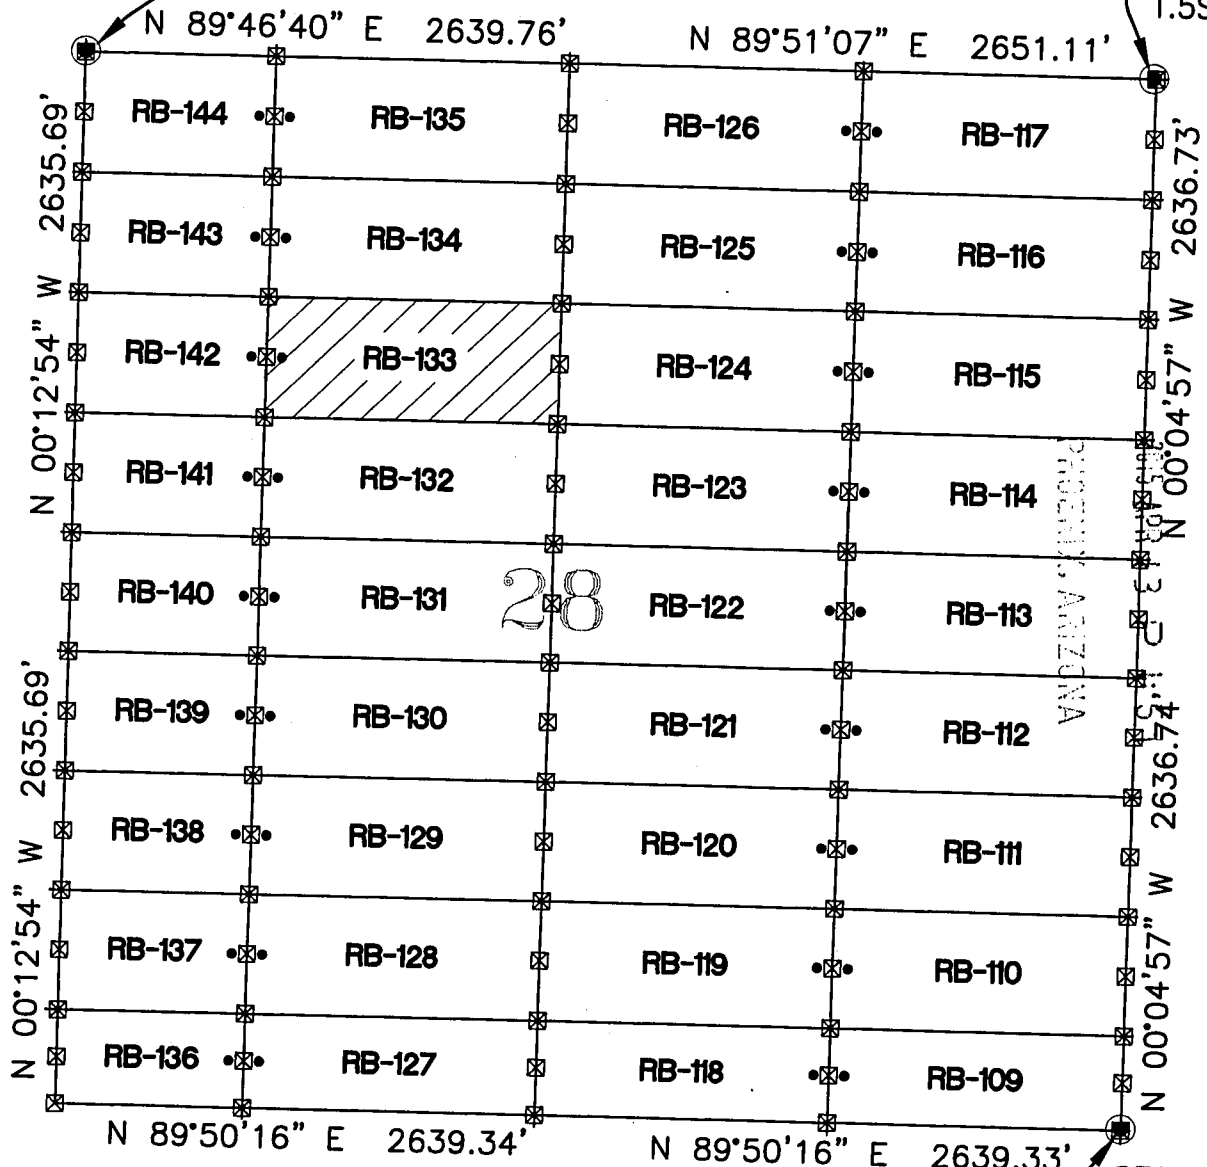 N 89°46'40" E 2639.76' N 89°51'07" E 2651.11'
RB-144 RB-135 RB-126 RB-117
RB-143 RB-134 RB-125 RB-116
RB-142 RB-133 RB-124 RB-115
RB-141 RB-132 RB-123 RB-114
RB-140 RB-131 RB-122 RB-113
28
RB-139 RB-130 RB-121 RB-112
RB-138 RB-129 RB-120 RB-111
RB-137 RB-128 RB-119 RB-110
RB-136 RB-127 RB-118 RB-109
N 89°50'16" E 2639.34' N 89°50'16" E 2639.33'
N 00°12'54" W 2635.69'
N 00°12'54" W 2635.69'
2636.73'
N 00°04'57" W
N 00°04'57" W 2636.74'
PHOENIX, ARIZONA